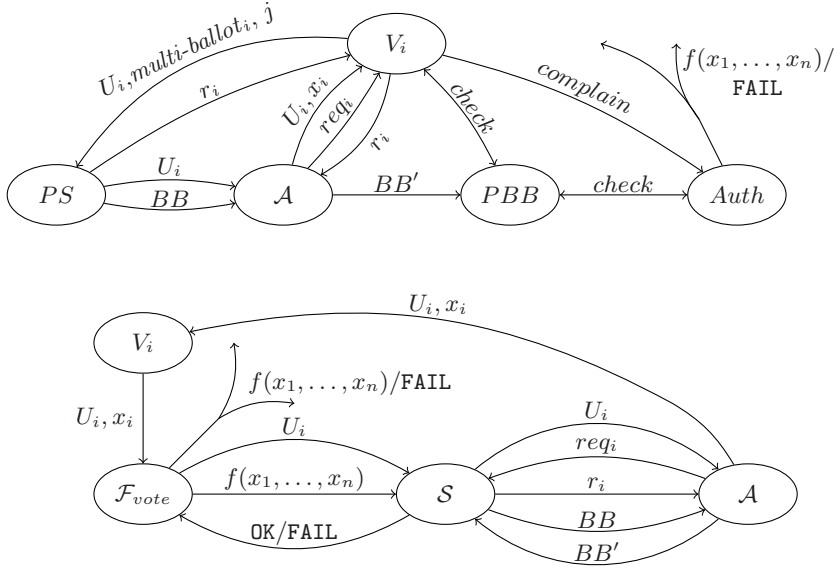 U_i, multi-ballot_i, j
V_i
r_i
U_i, x_i
req_i
r_i
check
complain
f(x_1, . . . , x_n)/
FAIL
PS
U_i
BB
A
BB′
PBB
check
Auth
U_i, x_i
V_i
U_i, x_i
f(x_1, . . . , x_n)/FAIL
U_i
F_vote
f(x_1, . . . , x_n)
OK/FAIL
S
U_i
req_i
r_i
BB
BB′
A